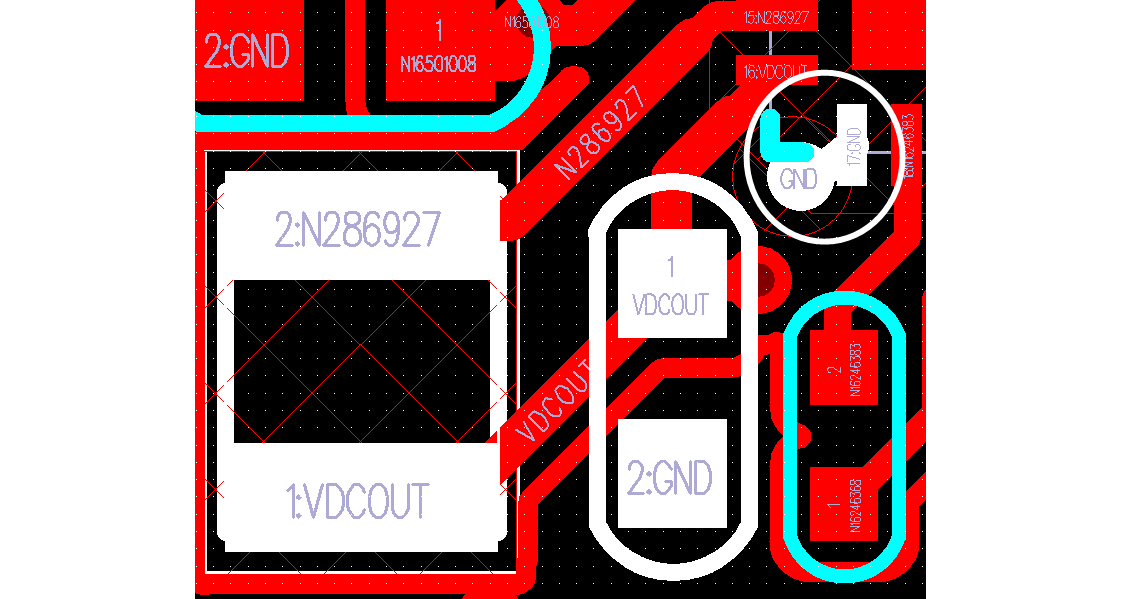 N16501008
15:N286927
2:GND
1
N16501008
16:VDCOUT
N286927
17:GND
GND
2:N286927
1
VDCOUT
2
N16246383
VDCOUT
2:GND
1:VDCOUT
1
N16246368